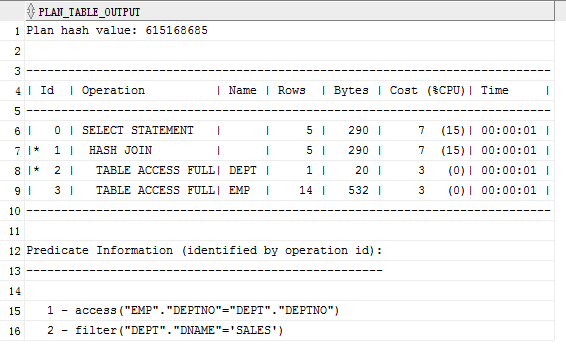 PLAN_TABLE_OUTPUT
1 Plan hash value: 615168685
2
3 --------------------------------------------------------------------------
4 | Id  | Operation          | Name | Rows  | Bytes | Cost (%CPU)| Time     |
5 --------------------------------------------------------------------------
6 |   0 | SELECT STATEMENT   |      |     5 |   290 |     7  (15)| 00:00:01 |
7 |*  1 |  HASH JOIN         |      |     5 |   290 |     7  (15)| 00:00:01 |
8 |*  2 |   TABLE ACCESS FULL| DEPT |     1 |    20 |     3   (0)| 00:00:01 |
9 |   3 |   TABLE ACCESS FULL| EMP  |    14 |   532 |     3   (0)| 00:00:01 |
10 --------------------------------------------------------------------------
11
12 Predicate Information (identified by operation id):
13 ---------------------------------------------------
14
15    1 - access("EMP"."DEPTNO"="DEPT"."DEPTNO")
16    2 - filter("DEPT"."DNAME"='SALES')